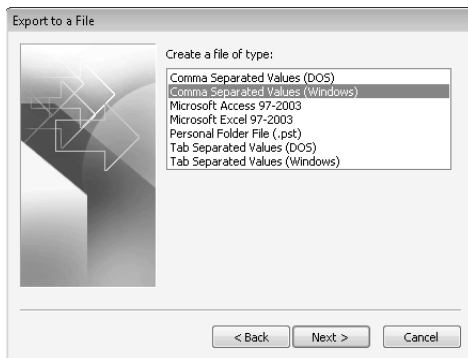 Export to a File
Create a file of type:
Comma Separated Values (DOS)
Comma Separated Values (Windows)
Microsoft Access 97-2003
Microsoft Excel 97-2003
Personal Folder File (.pst)
Tab Separated Values (DOS)
Tab Separated Values (Windows)
< Back Next > Cancel